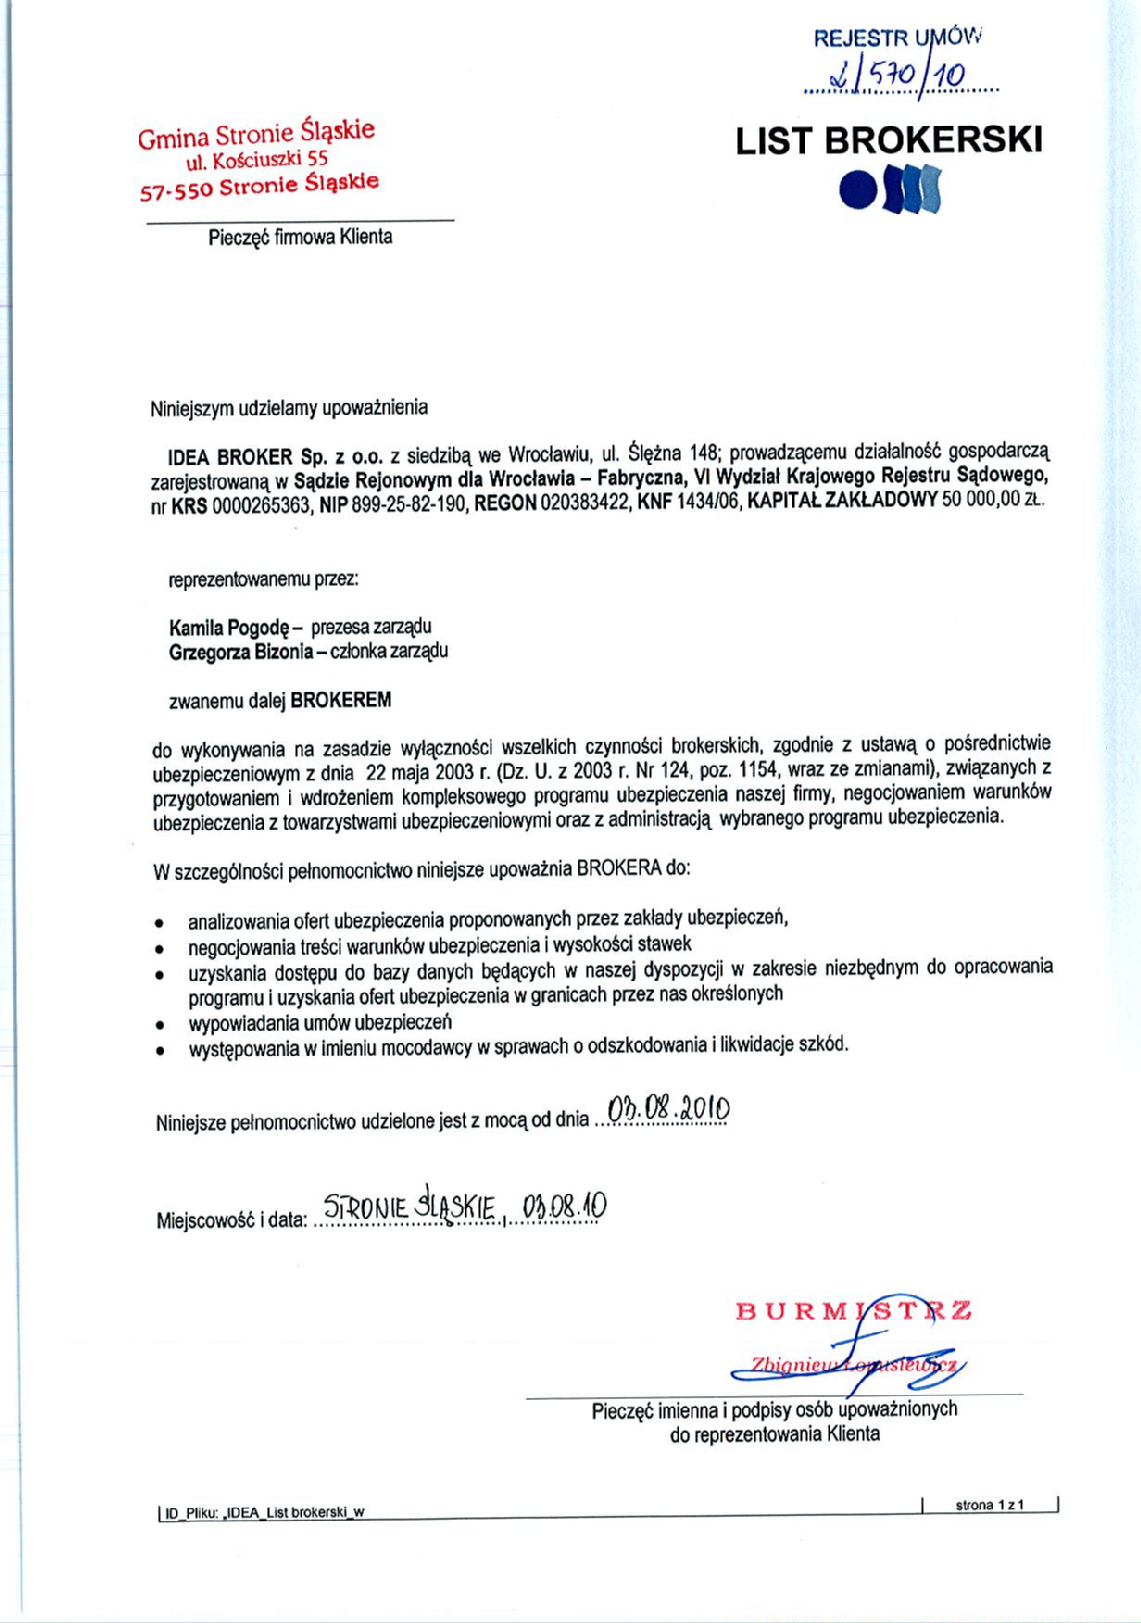 REJESTR UMÓW
2/570/10
Gmina Stronie Śląskie
ul. Kościuszki 55
57-550 Stronie Śląskie
LIST BROKERSKI
Pieczęć firmowa Klienta
Niniejszym udzielamy upoważnienia
IDEA BROKER Sp. z o.o. z siedzibą we Wrocławiu, ul. Ślężna 148; prowadzącemu działalność gospodarczą
zarejestrowaną w Sądzie Rejonowym dla Wrocławia – Fabryczna, VI Wydział Krajowego Rejestru Sądowego,
nr KRS 0000265363, NIP 899-25-82-190, REGON 020383422, KNF 1434/06, KAPITAŁ ZAKŁADOWY 50 000,00 zł.
reprezentowanemu przez:
Kamila Pogodę – prezesa zarządu
Grzegorza Bizonia – członka zarządu
zwanemu dalej BROKEREM
do wykonywania na zasadzie wyłączności wszelkich czynności brokerskich, zgodnie z ustawą o pośrednictwie
ubezpieczeniowym z dnia 22 maja 2003 r. (Dz. U. z 2003 r. Nr 124, poz. 1154, wraz ze zmianami), związanych z
przygotowaniem i wdrożeniem kompleksowego programu ubezpieczenia naszej firmy, negocjowaniem warunków
ubezpieczenia z towarzystwami ubezpieczeniowymi oraz z administracją wybranego programu ubezpieczenia.
W szczególności pełnomocnictwo niniejsze upoważnia BROKERA do:
• analizowania ofert ubezpieczenia proponowanych przez zakłady ubezpieczeń,
• negocjowania treści warunków ubezpieczenia i wysokości stawek
• uzyskania dostępu do bazy danych będących w naszej dyspozycji w zakresie niezbędnym do opracowania
programu i uzyskania ofert ubezpieczenia w granicach przez nas określonych
• wypowiadania umów ubezpieczeń
• występowania w imieniu mocodawcy w sprawach o odszkodowania i likwidacje szkód.
Niniejsze pełnomocnictwo udzielone jest z mocą od dnia 03.08.2010
Miejscowość i data: STRONIE ŚLĄSKIE, 03.08.10
BURMISTRZ
Zbigniew Łopusiewicz
Pieczęć imienna i podpisy osób upoważnionych
do reprezentowania Klienta
ID_Pliku: „IDEA_List brokerski_w
strona 1 z 1